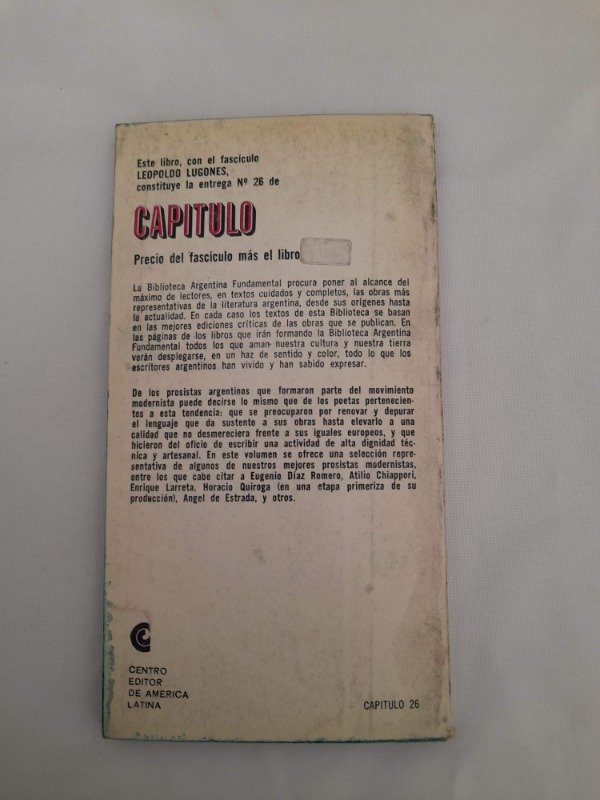 Este libro, con el fascículo
LEOPOLDO LUGONES,
constituye la entrega Nº 26 de
CAPITULO
Precio del fascículo más el libro
La Biblioteca Argentina Fundamental procura poner al alcance del
máximo de lectores, en textos cuidados y completos, las obras más
representativas de la literatura argentina, desde sus orígenes hasta
la actualidad. En cada caso los textos de esta Biblioteca se basan
en las mejores ediciones críticas de las obras que se publican. En
las páginas de los libros que irán formando la Biblioteca Argentina
Fundamental todos los que aman nuestra cultura y nuestra tierra
verán desplegarse, en un haz de sentido y color, todo lo que los
escritores argentinos han vivido y han sabido expresar.
De los prosistas argentinos que formaron parte del movimiento
modernista puede decirse lo mismo que de los poetas pertenecien-
tes a esta tendencia: que se preocuparon por renovar y depurar
el lenguaje que da sustento a sus obras hasta elevarlo a una
calidad que no desmereciera frente a sus iguales europeos, y que
hicieron del oficio de escribir una actividad de alta dignidad téc-
nica y artesanal. En este volumen se ofrece una selección repre-
sentativa de algunos de nuestros mejores prosistas modernistas,
entre los que cabe citar a Eugenio Díaz Romero, Atilio Chiappori,
Enrique Larreta, Horacio Quiroga (en una etapa primeriza de su
producción), Angel de Estrada, y otros.
CENTRO
EDITOR
DE AMERICA
LATINA
CAPITULO 26